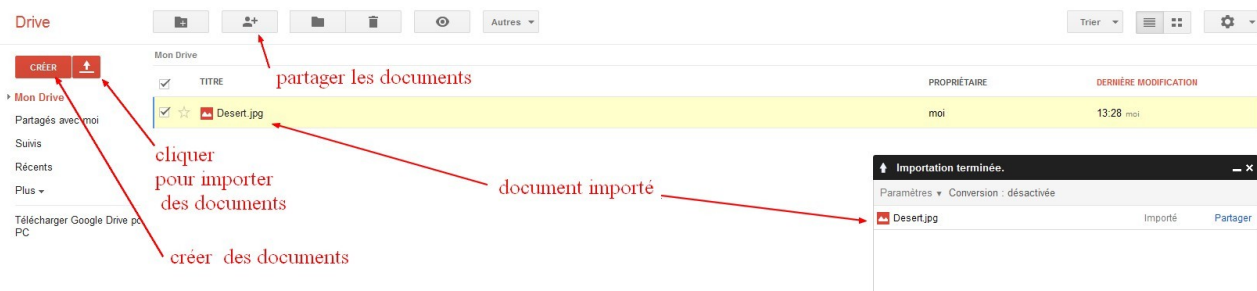 Drive
Autres
Trier
CRÉER
Mon Drive
partager les documents
TITRE
PROPRIÉTAIRE
DERNIÈRE MODIFICATION
Mon Drive
Desert.jpg
moi
13:28 moi
Partagés avec moi
Suivis
Récents
Plus
Télécharger Google Drive po
PC
cliquer
pour importer
des documents
document importé
créer des documents
Importation terminée.
Paramètres Conversion : désactivée
Desert.jpg
Importé
Partager